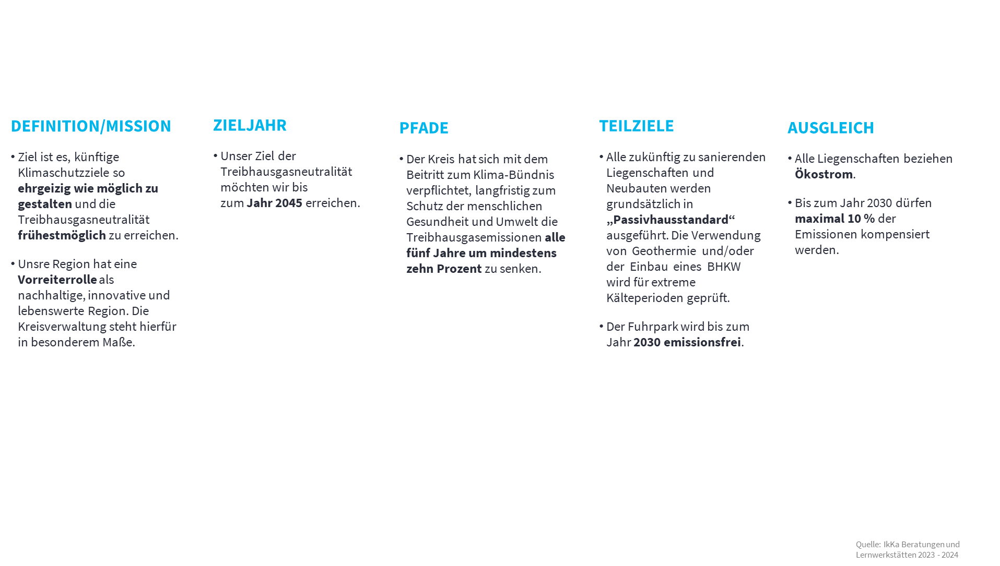 DEFINITION/MISSION
• Ziel ist es, künftige
Klimaschutzziele so
ehrgeizig wie möglich zu
gestalten und die
Treibhausgasneutralität
frühestmöglich zu erreichen.
• Unsre Region hat eine
Vorreiterrolle als
nachhaltige, innovative und
lebenswerte Region. Die
Kreisverwaltung steht hierfür
in besonderem Maße.
ZIELJAHR
• Unser Ziel der
Treibhausgasneutralität
möchten wir bis
zum Jahr 2045 erreichen.
PFADE
• Der Kreis hat sich mit dem
Beitritt zum Klima-Bündnis
verpflichtet, langfristig zum
Schutz der menschlichen
Gesundheit und Umwelt die
Treibhausgasemissionen alle
fünf Jahre um mindestens
zehn Prozent zu senken.
TEILZIELE
• Alle zukünftig zu sanierenden
Liegenschaften und
Neubauten werden
grundsätzlich in
„Passivhausstandard“
ausgeführt. Die Verwendung
von Geothermie und/oder
der Einbau eines BHKW
wird für extreme
Kälteperioden geprüft.
• Der Fuhrpark wird bis zum
Jahr 2030 emissionsfrei.
AUSGLEICH
• Alle Liegenschaften beziehen
Ökostrom.
• Bis zum Jahr 2030 dürfen
maximal 10 % der
Emissionen kompensiert
werden.
Quelle: IkKa Beratungen und
Lernwerkstätten 2023 - 2024